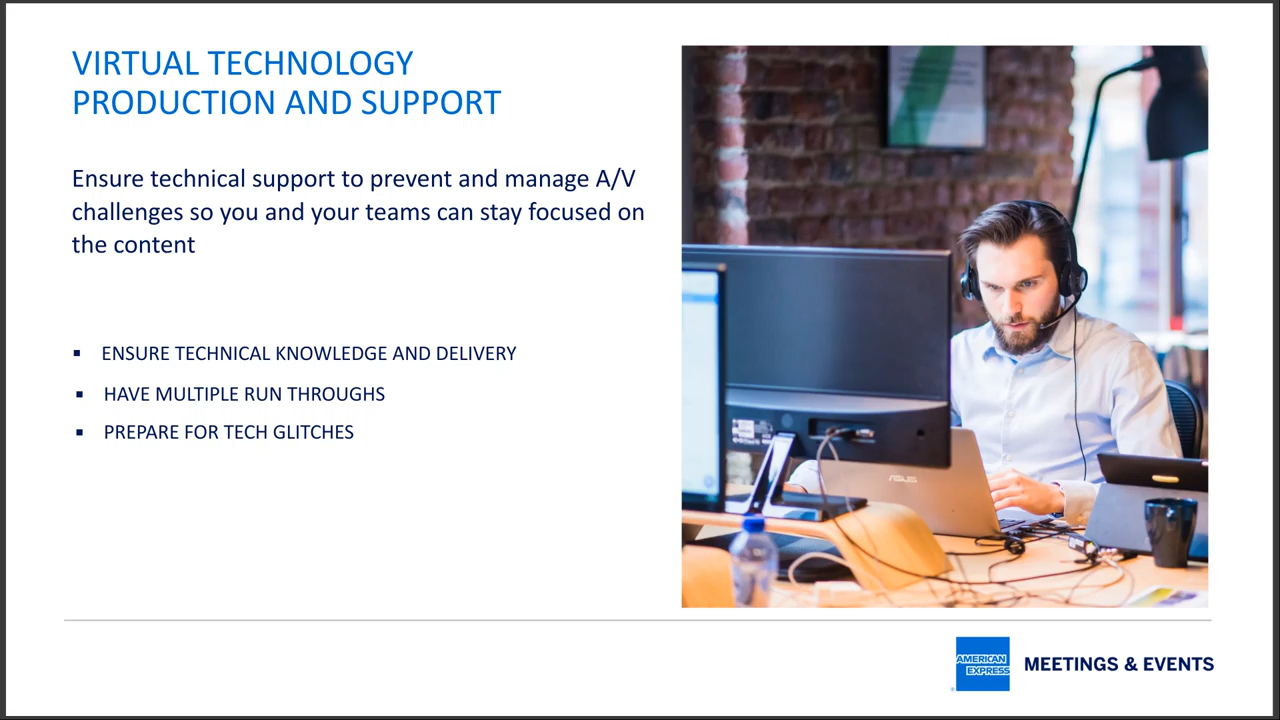 VIRTUAL TECHNOLOGY
PRODUCTION AND SUPPORT
Ensure technical support to prevent and manage A/V
challenges so you and your teams can stay focused on
the content
▪ ENSURE TECHNICAL KNOWLEDGE AND DELIVERY
▪ HAVE MULTIPLE RUN THROUGHS
▪ PREPARE FOR TECH GLITCHES
ASUS
AMERICAN
EXPRESS
MEETINGS & EVENTS